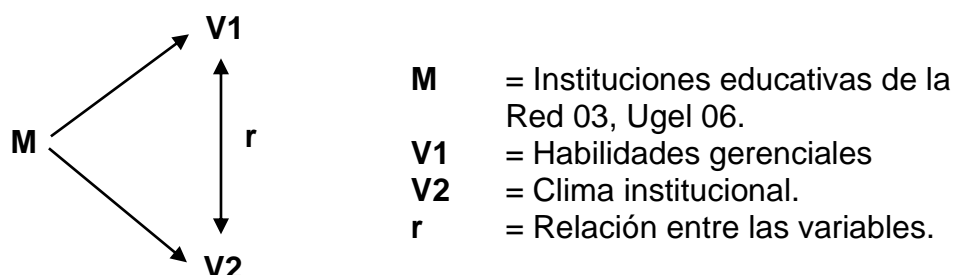 V1
M
r
V2
M = Instituciones educativas de la
Red 03, Ugel 06.
V1 = Habilidades gerenciales
V2 = Clima institucional.
r = Relación entre las variables.